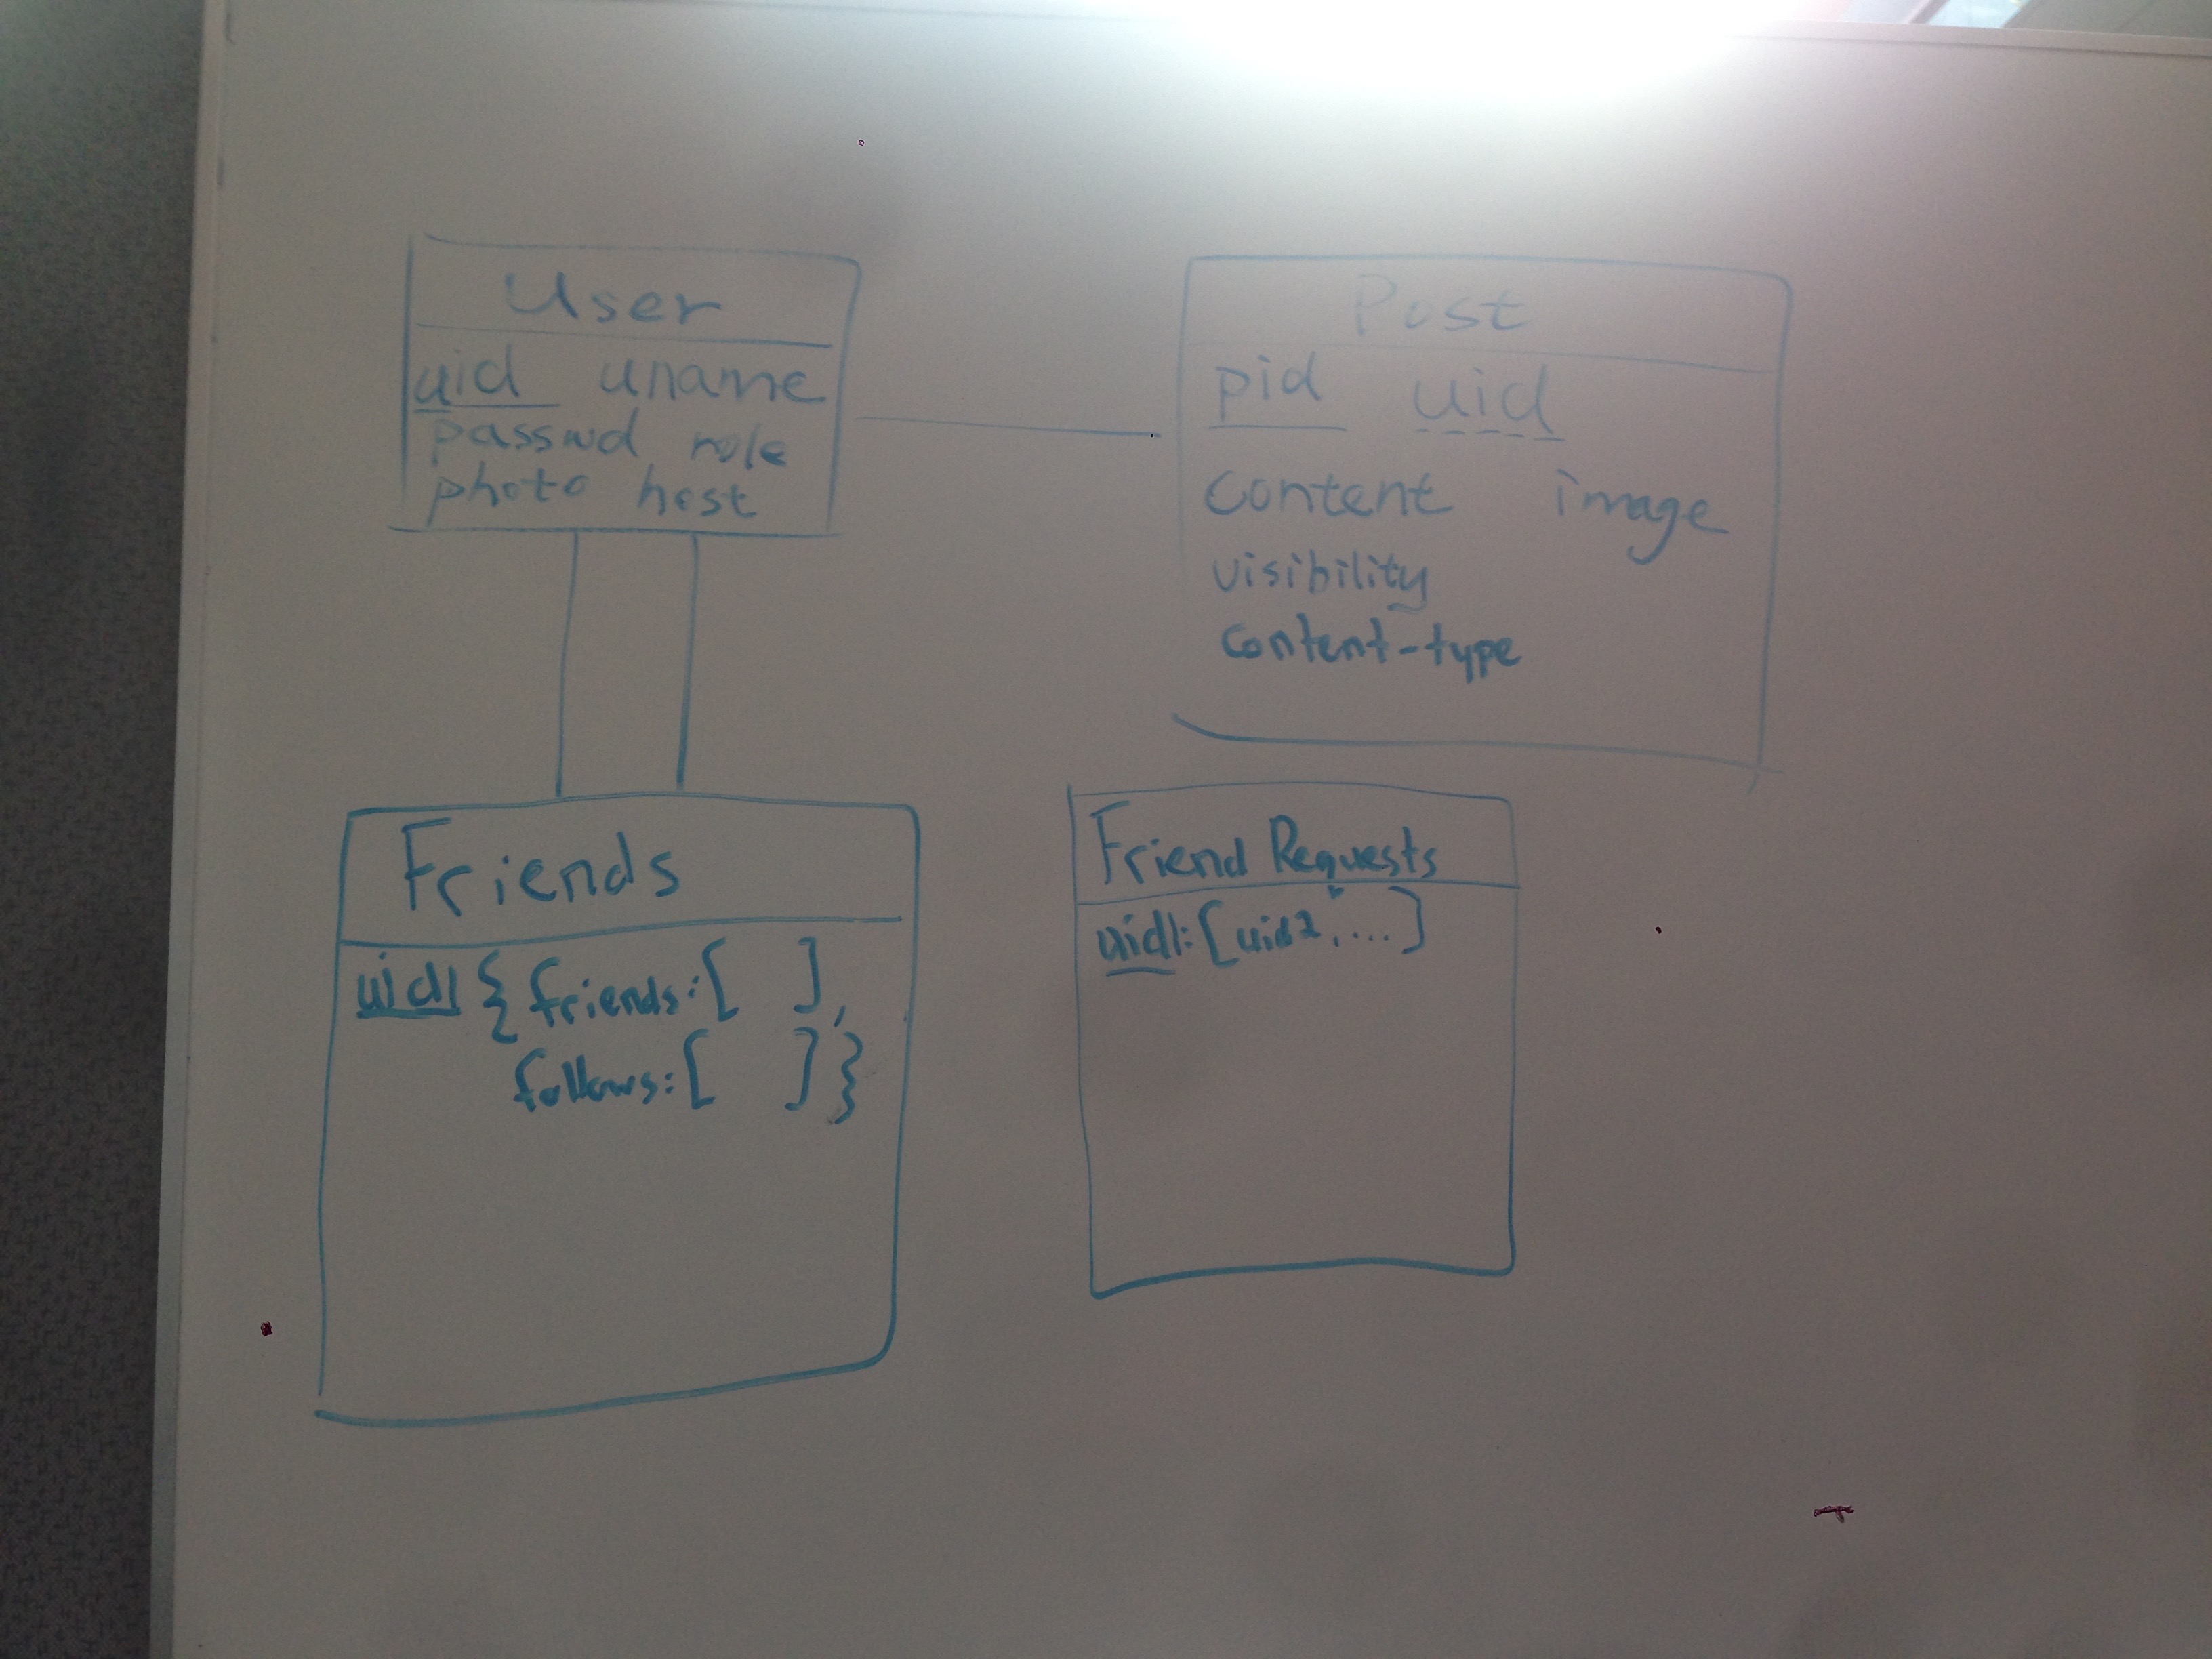 User
uid uname
passwd role
photo host
Post
pid uid
content image
visibility
content-type
Friends
uid1 { friends: [ ],
follows: [ ] }
Friend Requests
uid1: [uid2, ...]